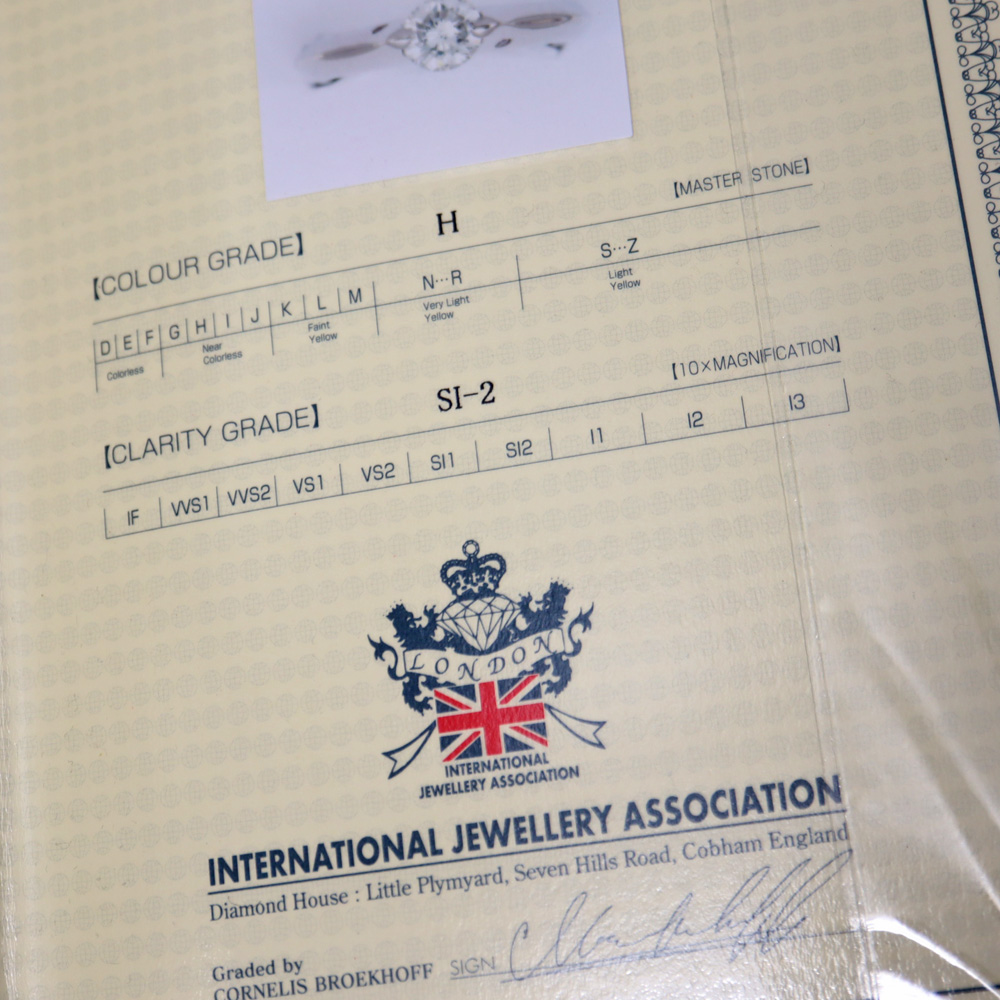 【COLOUR GRADE】 H 【MASTER STONE】
D E F G H I J K L M N…R S…Z
Colorless Near Colorless Faint Yellow Very Light Yellow Light Yellow
【CLARITY GRADE】 SI-2 【10×MAGNIFICATION】
IF VVS1 VVS2 VS1 VS2 SI1 SI2 I1 I2 I3
LONDON
INTERNATIONAL
JEWELLERY ASSOCIATION
INTERNATIONAL JEWELLERY ASSOCIATION
Diamond House : Little Plymyard, Seven Hills Road, Cobham England
Graded by
CORNELIS BROEKHOFF SIGN